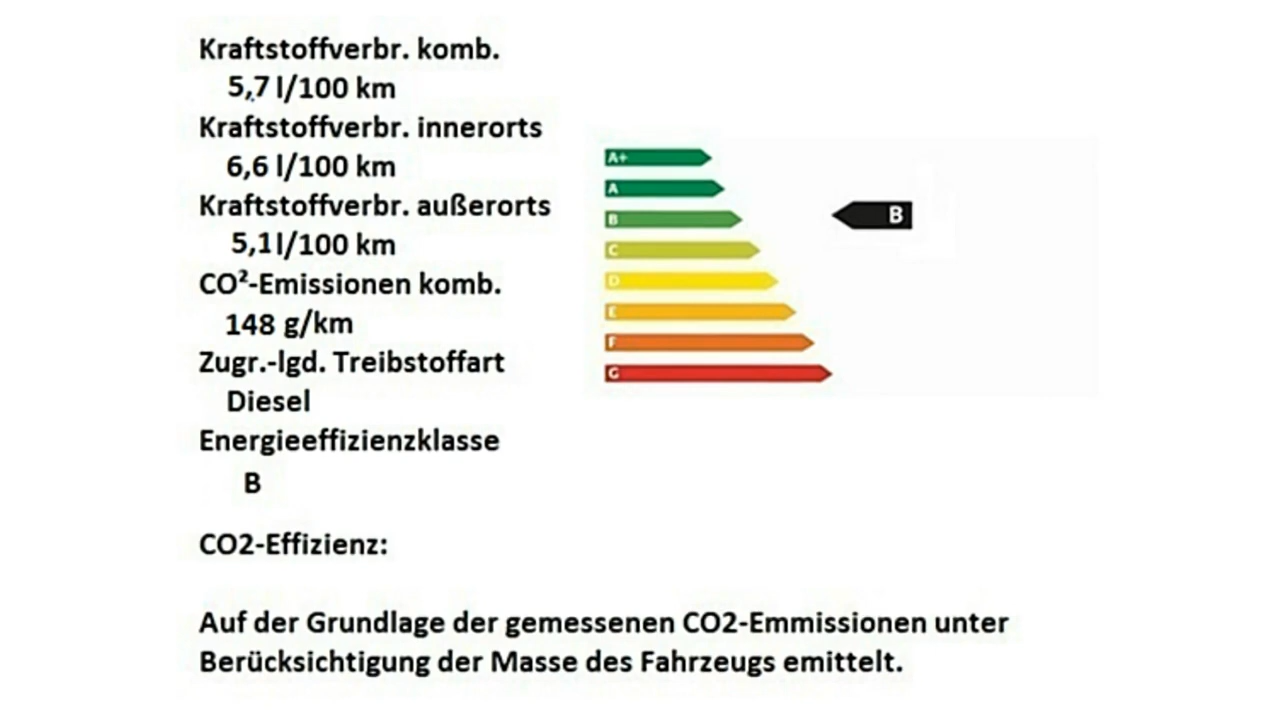 Kraftstoffverbr. komb.
5,7 l/100 km
Kraftstoffverbr. innerorts
6,6 l/100 km
Kraftstoffverbr. außerorts
5,1 l/100 km
CO²-Emissionen komb.
148 g/km
Zugr.-lgd. Treibstoffart
Diesel
Energieeffizienzklasse
B
A+
A
B
B
C
D
E
F
G
CO2-Effizienz:
Auf der Grundlage der gemessenen CO2-Emmissionen unter
Berücksichtigung der Masse des Fahrzeugs emittelt.